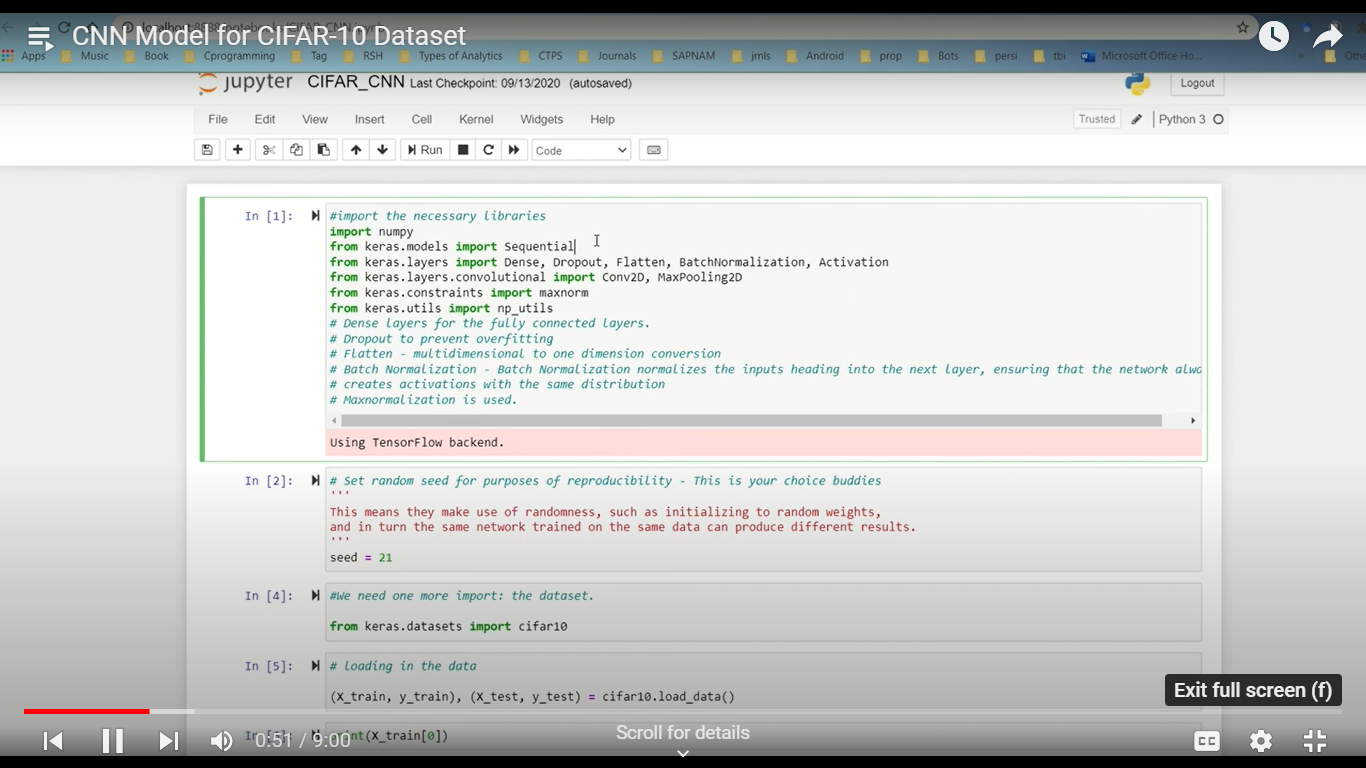 CNN Model for CIFAR-10 Dataset
Apps Music Book Cprogramming Tag RSH Types of Analytics CTPS Journals SAPNAM jrnls Android prop Bots persi tbi Microsoft Office Ho...
jupyter CIFAR_CNN Last Checkpoint: 09/13/2020 (autosaved) Logout
File Edit View Insert Cell Kernel Widgets Help Trusted Python 3
Run Code
In [1]: #import the necessary libraries
import numpy
from keras.models import Sequential
from keras.layers import Dense, Dropout, Flatten, BatchNormalization, Activation
from keras.layers.convolutional import Conv2D, MaxPooling2D
from keras.constraints import maxnorm
from keras.utils import np_utils
# Dense layers for the fully connected layers.
# Dropout to prevent overfitting
# Flatten - multidimensional to one dimension conversion
# Batch Normalization - Batch Normalization normalizes the inputs heading into the next layer, ensuring that the network alwa
# creates activations with the same distribution
# Maxnormalization is used.
Using TensorFlow backend.
In [2]: # Set random seed for purposes of reproducibility - This is your choice buddies
'''
This means they make use of randomness, such as initializing to random weights,
and in turn the same network trained on the same data can produce different results.
'''
seed = 21
In [4]: #We need one more import: the dataset.
from keras.datasets import cifar10
In [5]: # loading in the data
(X_train, y_train), (X_test, y_test) = cifar10.load_data()
Exit full screen (f)
(X_train[0])
0:51 / 9:00
Scroll for details
CC